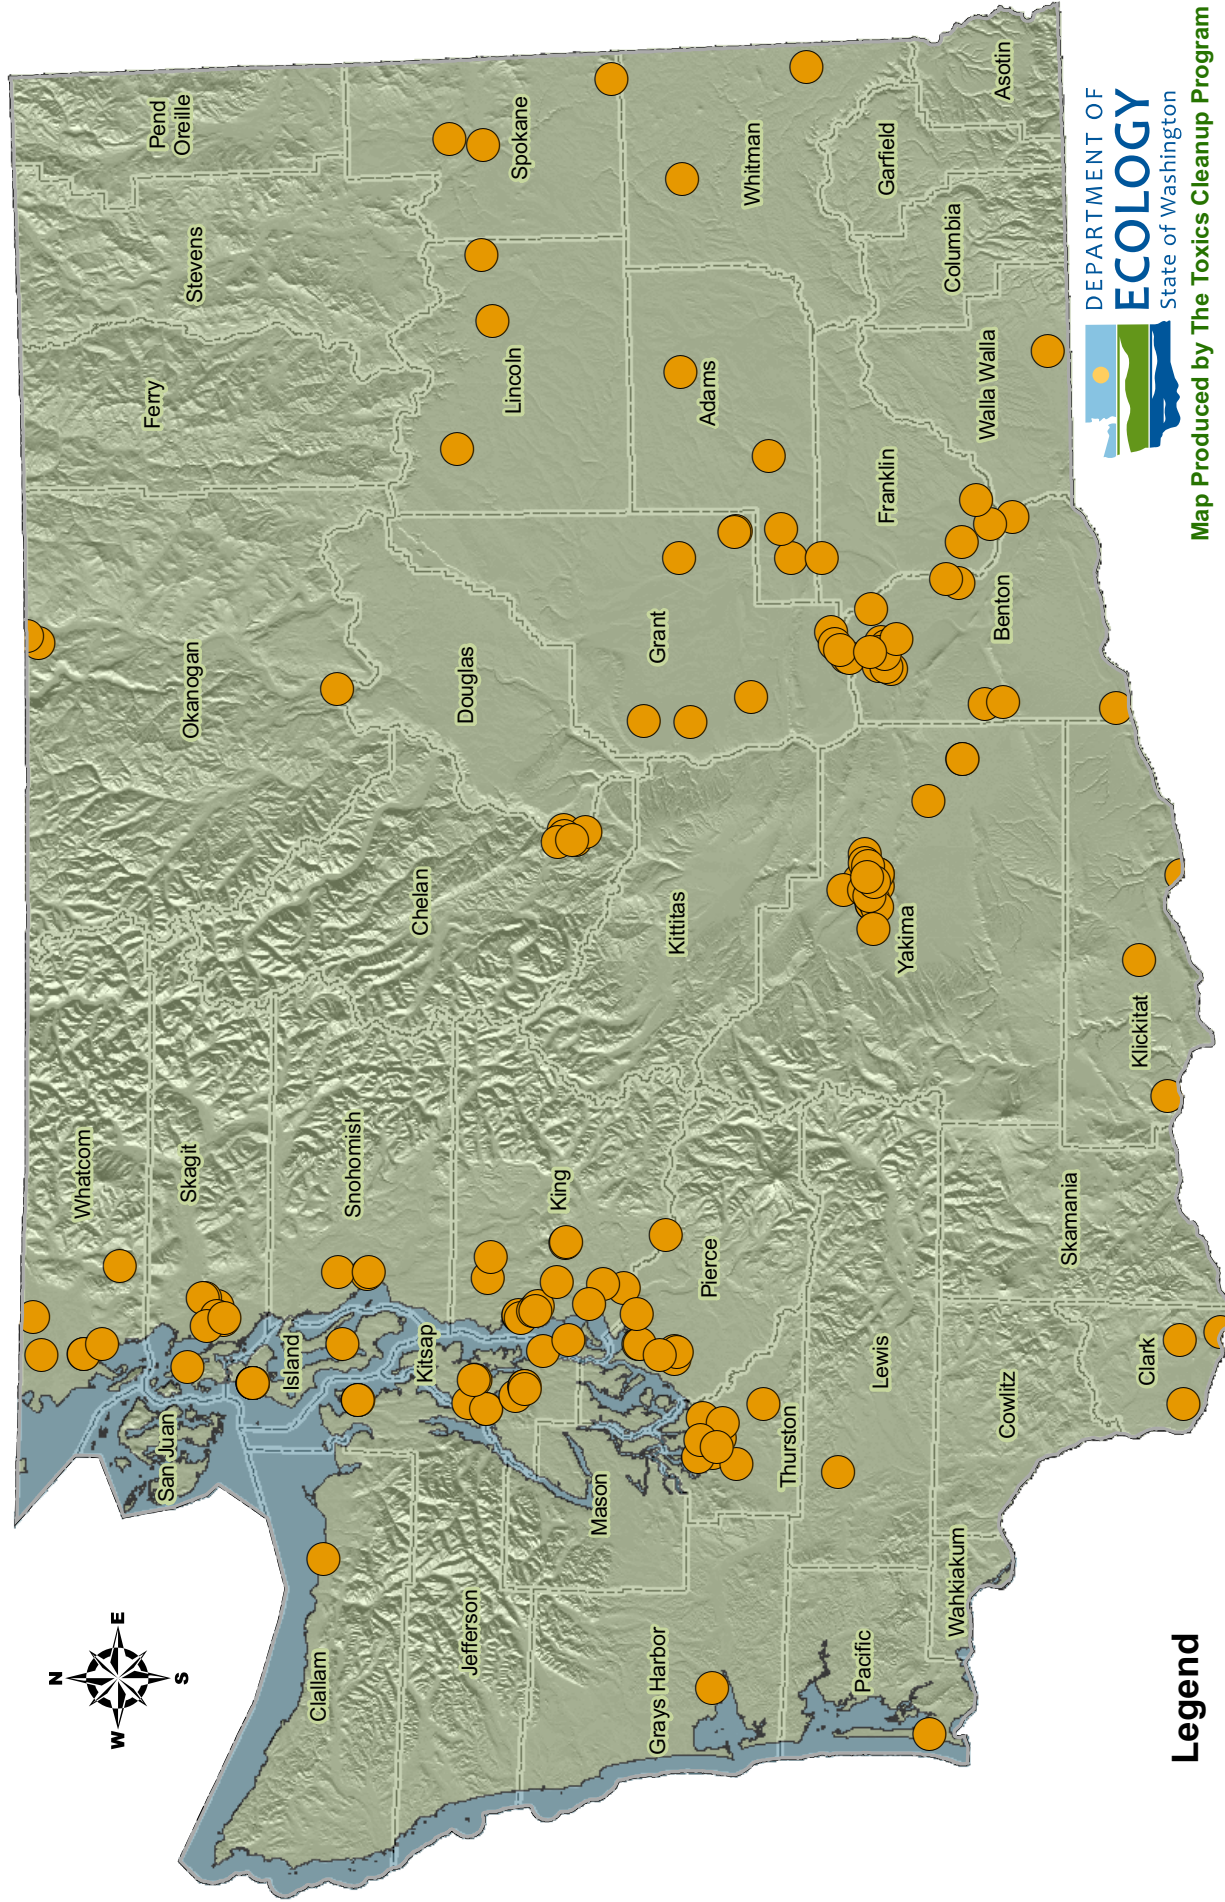 N
W
E
S
Whatcom
San Juan
Skagit
Island
Clallam
Snohomish
Jefferson
Kitsap
King
Mason
Grays Harbor
Pierce
Thurston
Pacific
Lewis
Wahkiakum
Cowlitz
Skamania
Clark
Okanogan
Ferry
Stevens
Pend
Oreille
Chelan
Douglas
Lincoln
Spokane
Kittitas
Grant
Adams
Whitman
Yakima
Benton
Franklin
Walla Walla
Columbia
Garfield
Asotin
Klickitat
Legend
DEPARTMENT OF
ECOLOGY
State of Washington
Map Produced by The Toxics Cleanup Program